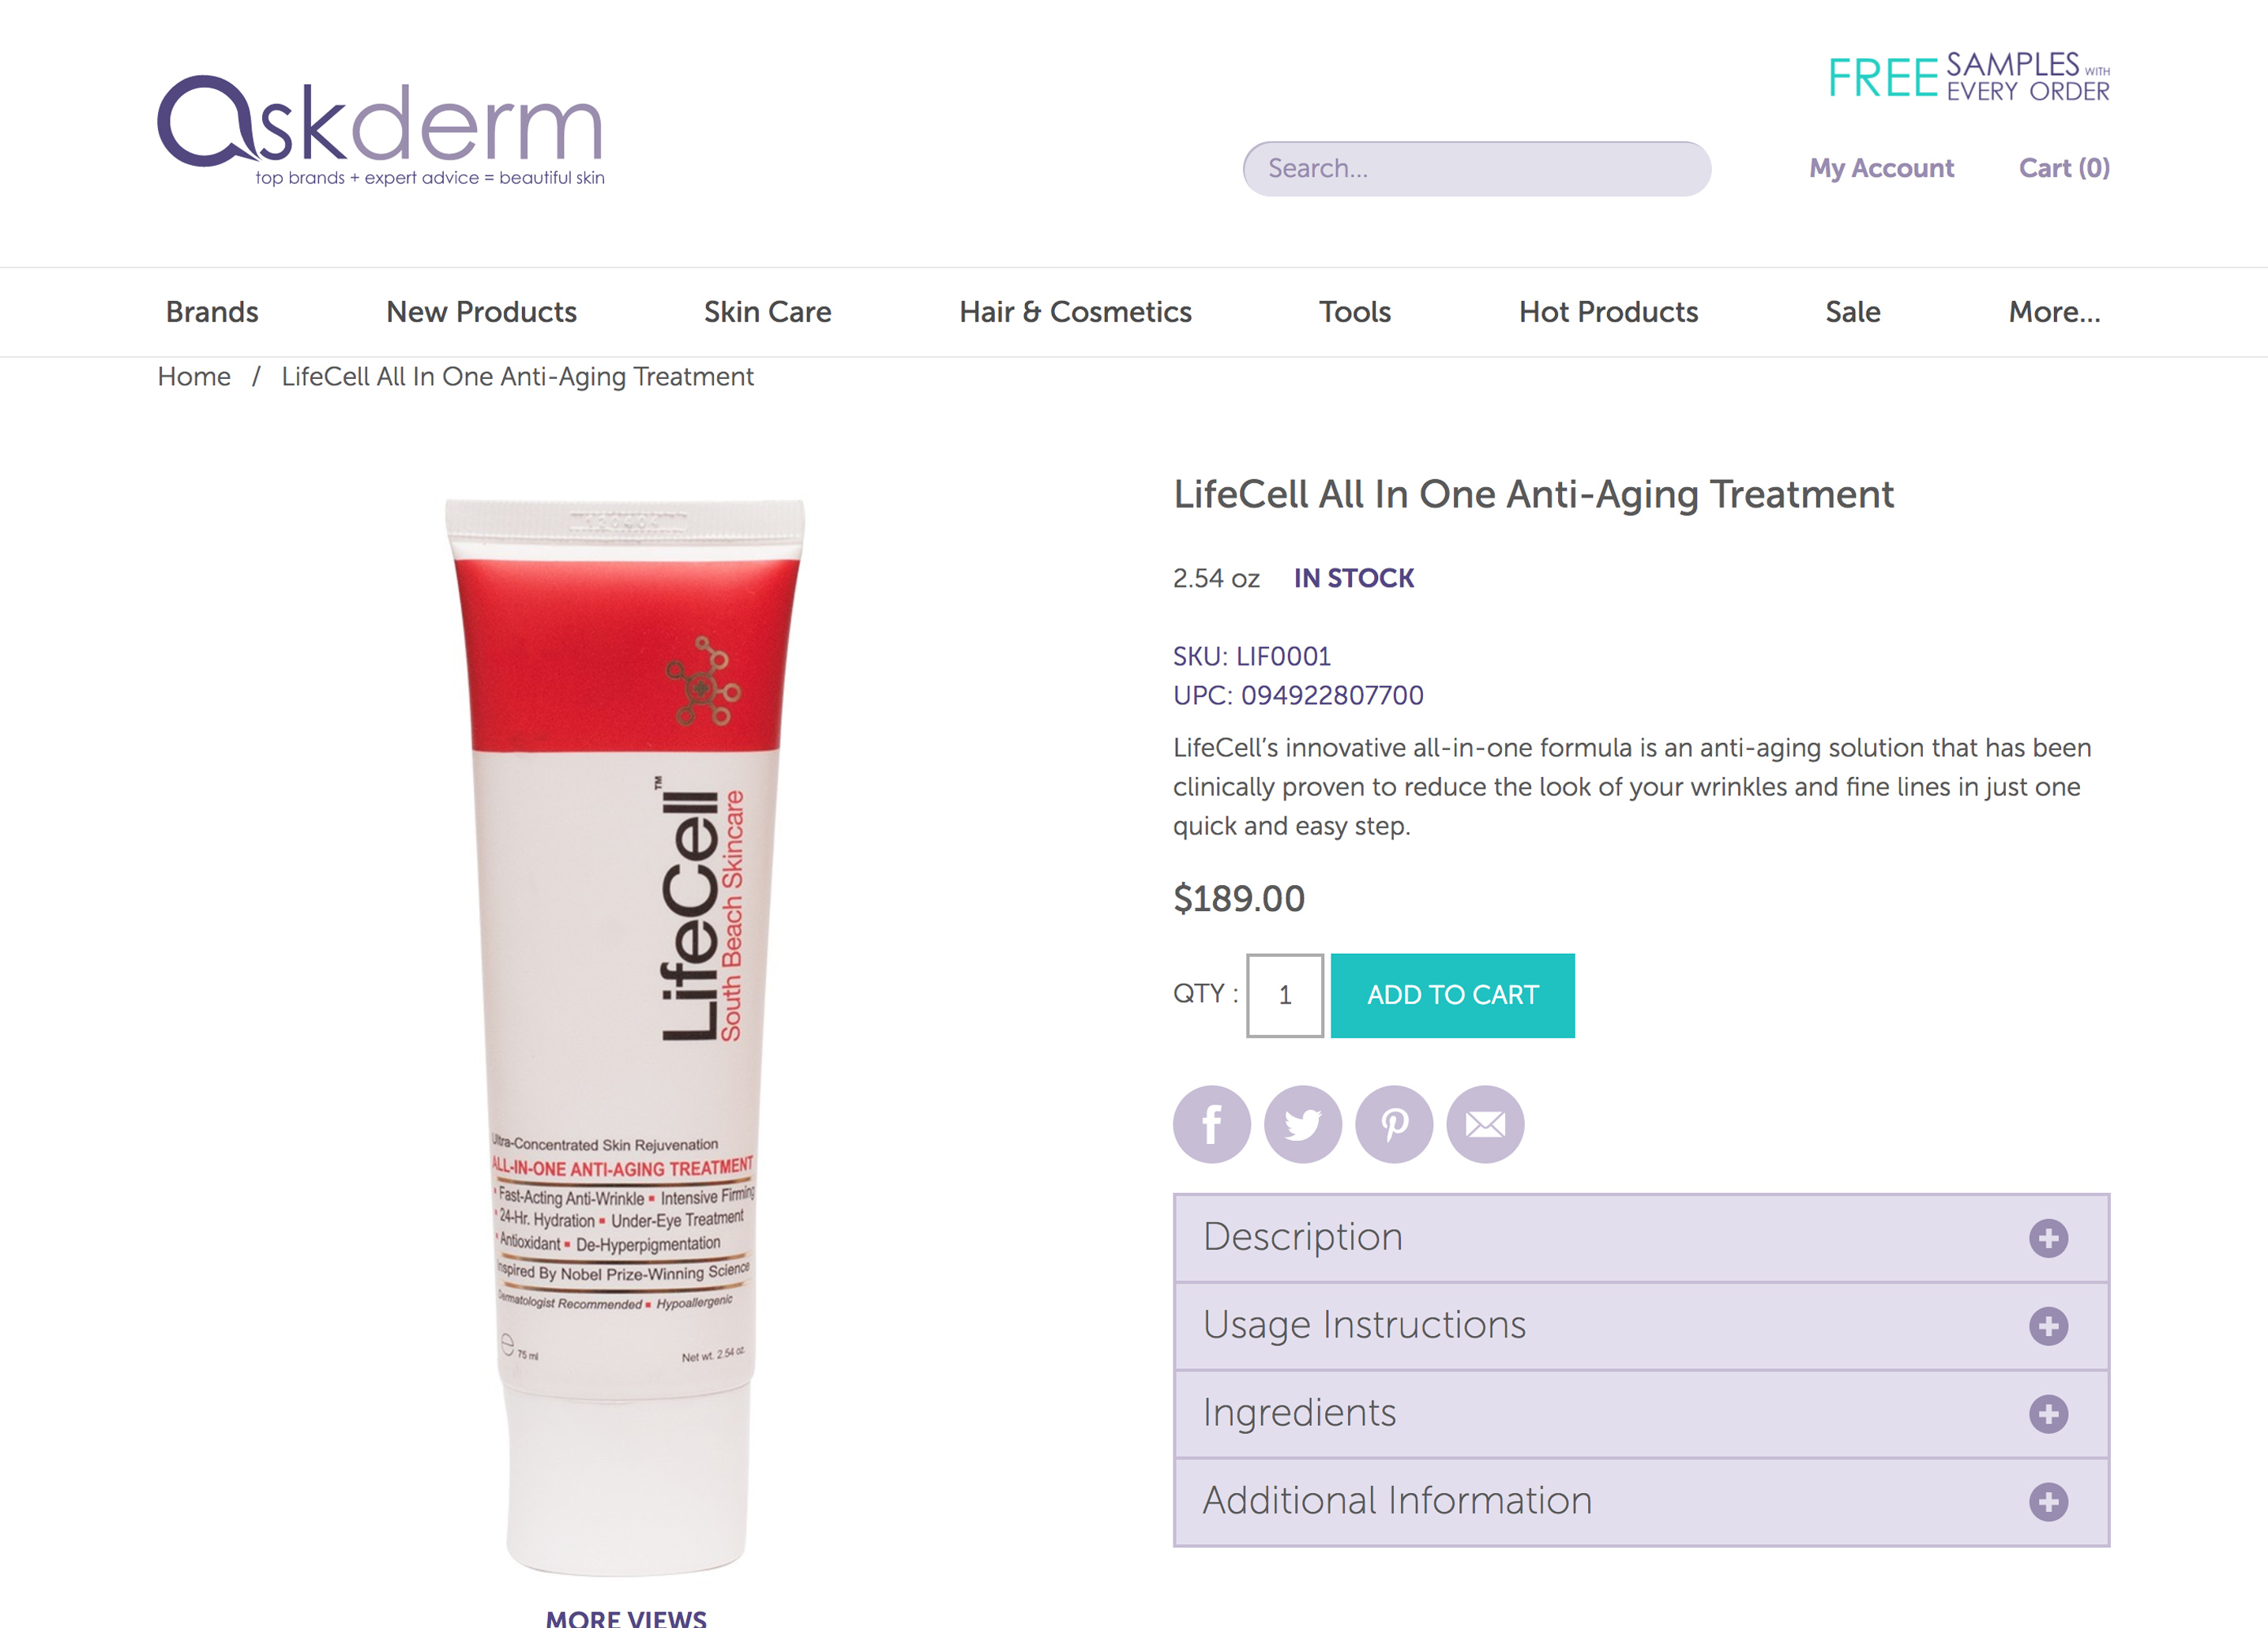 askderm
top brands + expert advice = beautiful skin
FREE SAMPLES WITH EVERY ORDER
Search...
My Account
Cart (0)
Brands
New Products
Skin Care
Hair & Cosmetics
Tools
Hot Products
Sale
More...
Home / LifeCell All In One Anti-Aging Treatment
LifeCell™
South Beach Skincare
Ultra-Concentrated Skin Rejuvenation
ALL-IN-ONE ANTI-AGING TREATMENT
Fast-Acting Anti-Wrinkle ▪ Intensive Firming
24-Hr. Hydration ▪ Under-Eye Treatment
Antioxidant ▪ De-Hyperpigmentation
Inspired By Nobel Prize-Winning Science
Dermatologist Recommended ▪ Hypoallergenic
℮ 75 ml
Net wt. 2.54 oz.
MORE VIEWS
LifeCell All In One Anti-Aging Treatment
2.54 oz IN STOCK
SKU: LIF0001
UPC: 094922807700
LifeCell’s innovative all-in-one formula is an anti-aging solution that has been
clinically proven to reduce the look of your wrinkles and fine lines in just one
quick and easy step.
$189.00
QTY : 1 ADD TO CART
Description
Usage Instructions
Ingredients
Additional Information